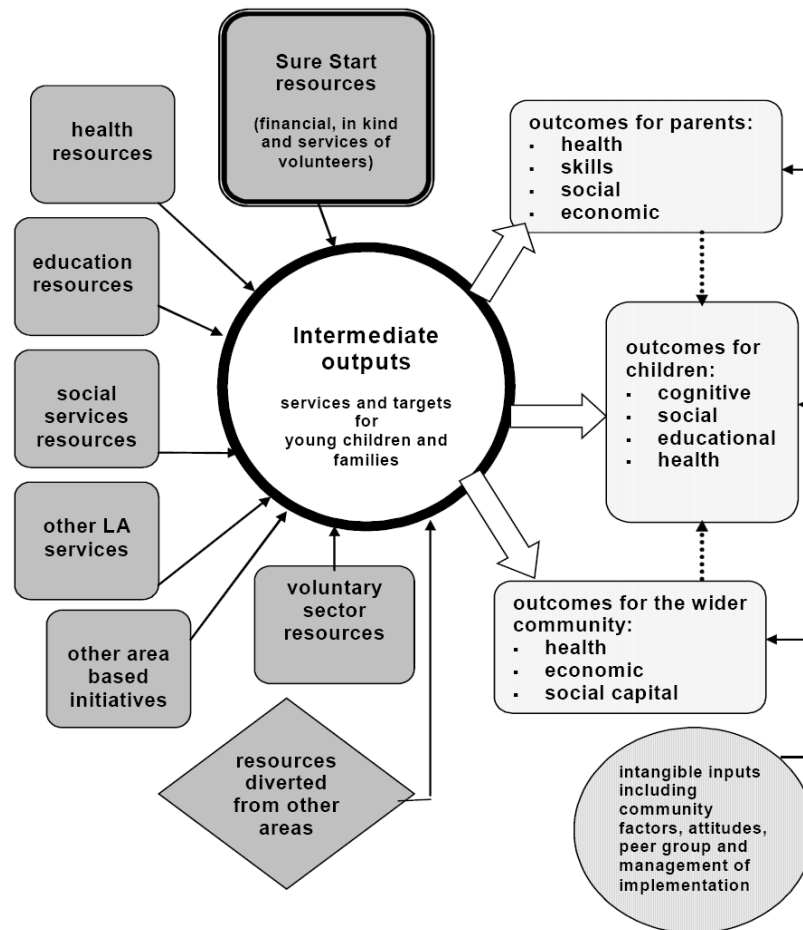 Sure Start
resources
(financial, in kind
and services of
volunteers)
health
resources
education
resources
social
services
resources
other LA
services
other area
based
initiatives
voluntary
sector
resources
resources
diverted
from other
areas
Intermediate
outputs
services and targets
for
young children and
families
outcomes for parents:
▪ health
▪ skills
▪ social
▪ economic
outcomes for
children:
▪ cognitive
▪ social
▪ educational
▪ health
outcomes for the wider
community:
▪ health
▪ economic
▪ social capital
intangible inputs
including
community
factors, attitudes,
peer group and
management of
implementation